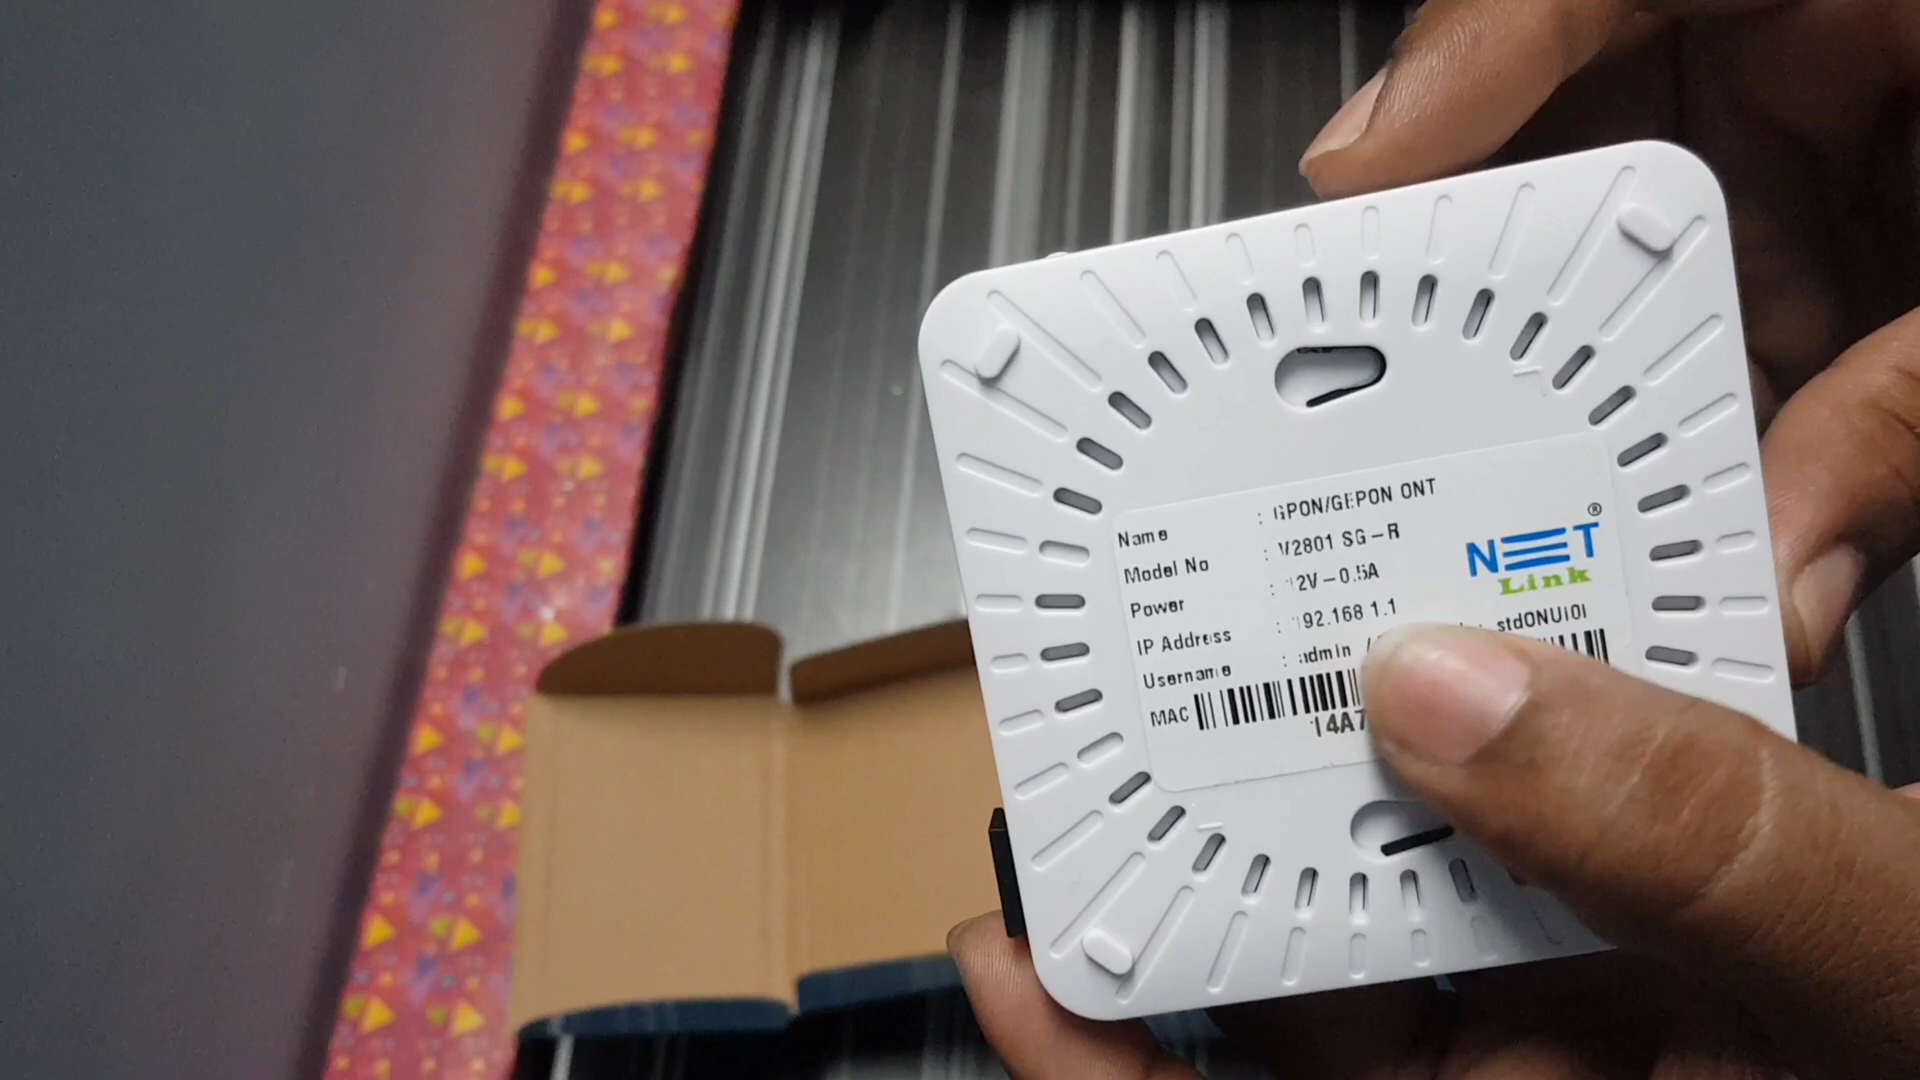 Name : GPON/GEPON ONT
Model No : V2801 SG-R
Power : 12V-0.5A
IP Address : 192.168.1.1
Username : admin / stdONU101
MAC
14A7
NET Link ®